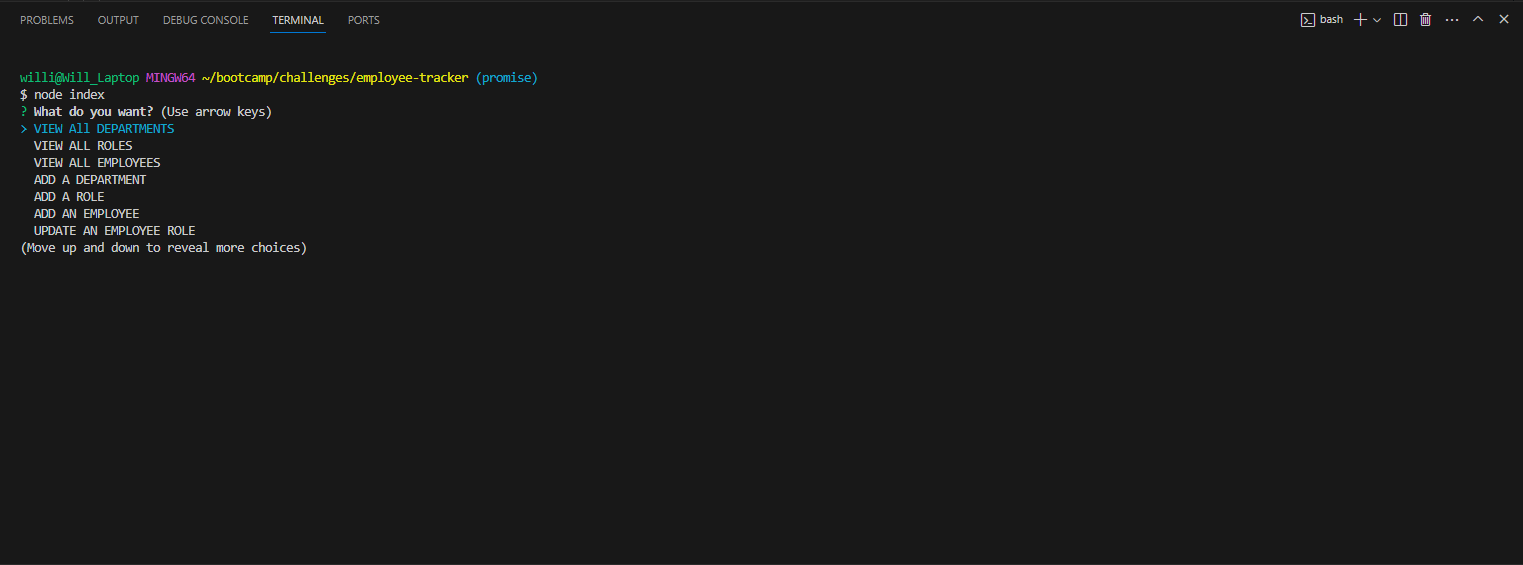 PROBLEMS OUTPUT DEBUG CONSOLE TERMINAL PORTS bash
willi@Will_Laptop MINGW64 ~/bootcamp/challenges/employee-tracker (promise)
$ node index
? What do you want? (Use arrow keys)
> VIEW All DEPARTMENTS
VIEW ALL ROLES
VIEW ALL EMPLOYEES
ADD A DEPARTMENT
ADD A ROLE
ADD AN EMPLOYEE
UPDATE AN EMPLOYEE ROLE
(Move up and down to reveal more choices)